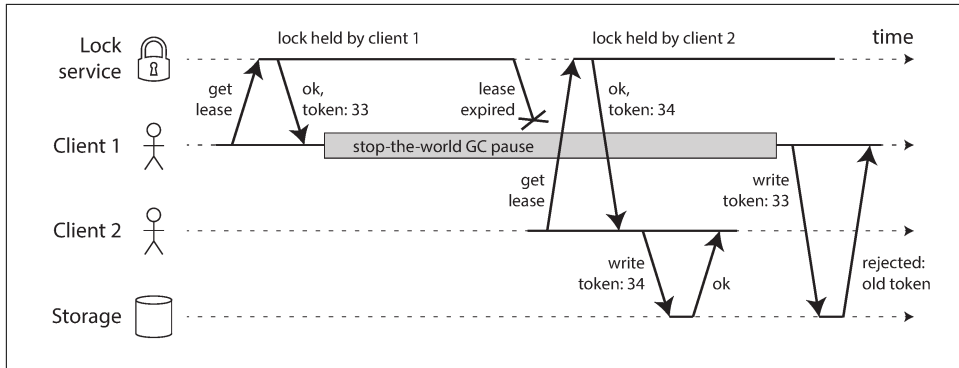 lock held by client 1
lock held by client 2
time
Lock
service
get
lease
ok,
token: 33
lease
expired
ok,
token: 34
Client 1
stop-the-world GC pause
get
lease
write
token: 33
Client 2
write
token: 34
ok
rejected:
old token
Storage